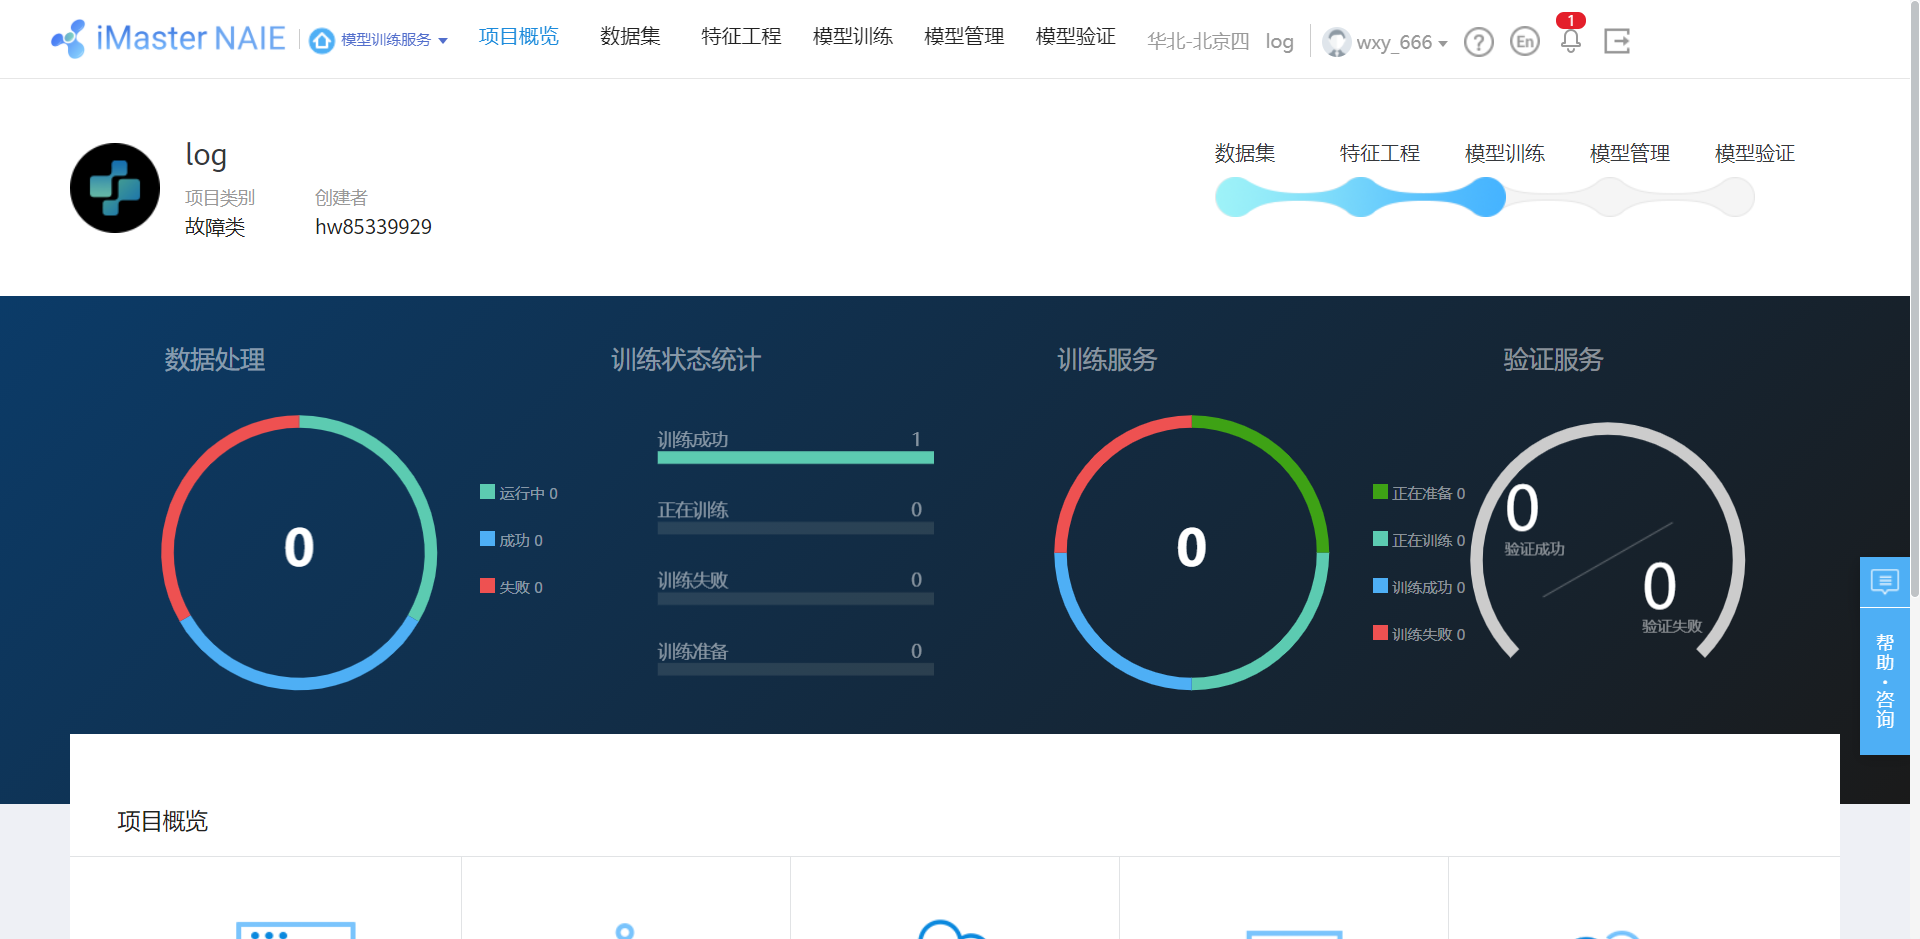 iMaster NAIE 模型训练服务 项目概览 数据集 特征工程 模型训练 模型管理 模型验证 华北-北京四 log wxy_666 ? En 1
log
项目类别 创建者
故障类 hw85339929
数据集 特征工程 模型训练 模型管理 模型验证
数据处理
0
运行中 0
成功 0
失败 0
训练状态统计
训练成功 1
正在训练 0
训练失败 0
训练准备 0
训练服务
0
正在准备 0
正在训练 0
训练成功 0
训练失败 0
验证服务
0
验证成功
0
验证失败
帮助·咨询
项目概览